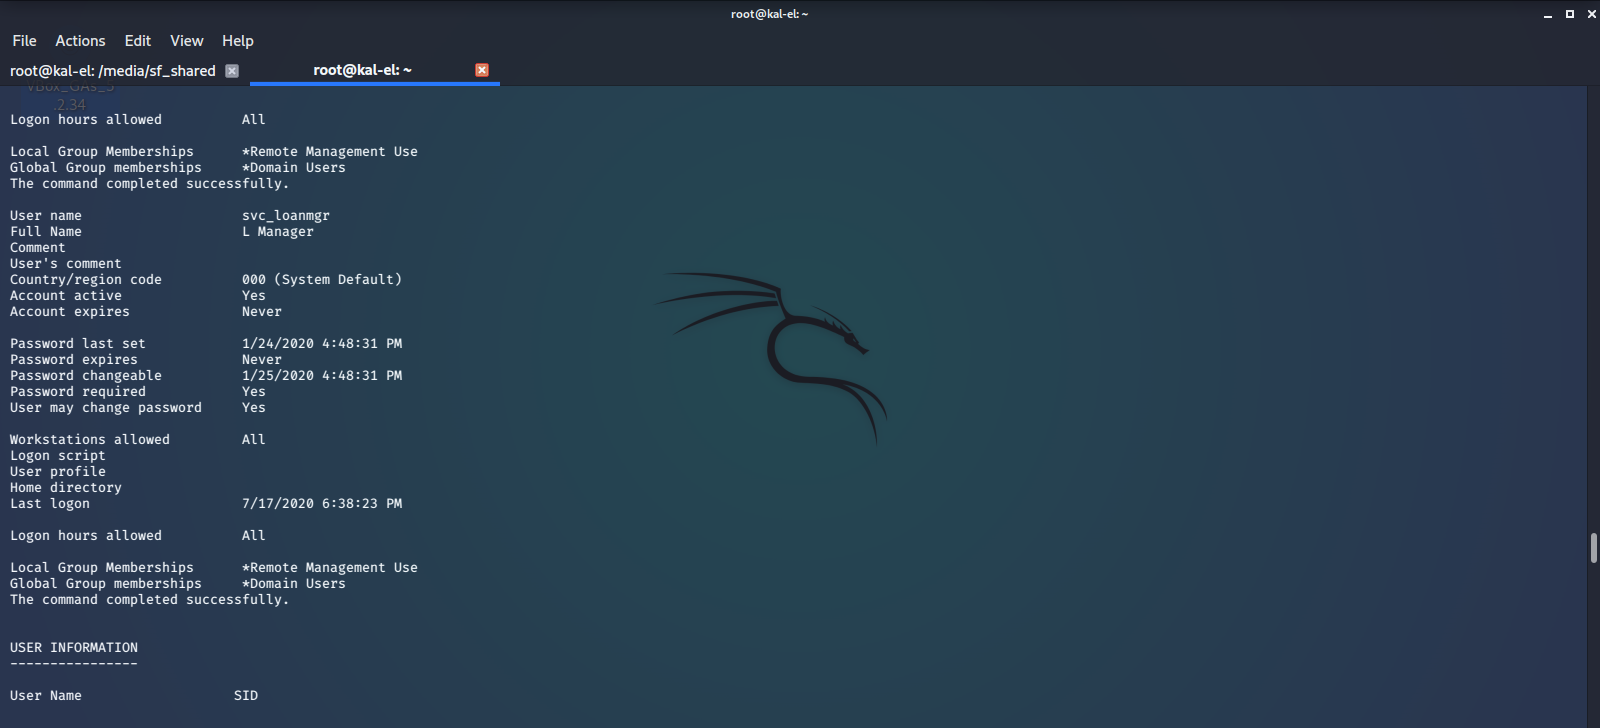 root@kal-el: ~
File Actions Edit View Help
root@kal-el: /media/sf_shared root@kal-el: ~
VBox_GAs_5
.2.34
Logon hours allowed          All
Local Group Memberships      *Remote Management Use
Global Group memberships     *Domain Users
The command completed successfully.
User name                    svc_loanmgr
Full Name                    L Manager
Comment
User's comment
Country/region code          000 (System Default)
Account active               Yes
Account expires              Never
Password last set            1/24/2020 4:48:31 PM
Password expires             Never
Password changeable          1/25/2020 4:48:31 PM
Password required            Yes
User may change password     Yes
Workstations allowed         All
Logon script
User profile
Home directory
Last logon                   7/17/2020 6:38:23 PM
Logon hours allowed          All
Local Group Memberships      *Remote Management Use
Global Group memberships     *Domain Users
The command completed successfully.
USER INFORMATION
----------------
User Name                   SID